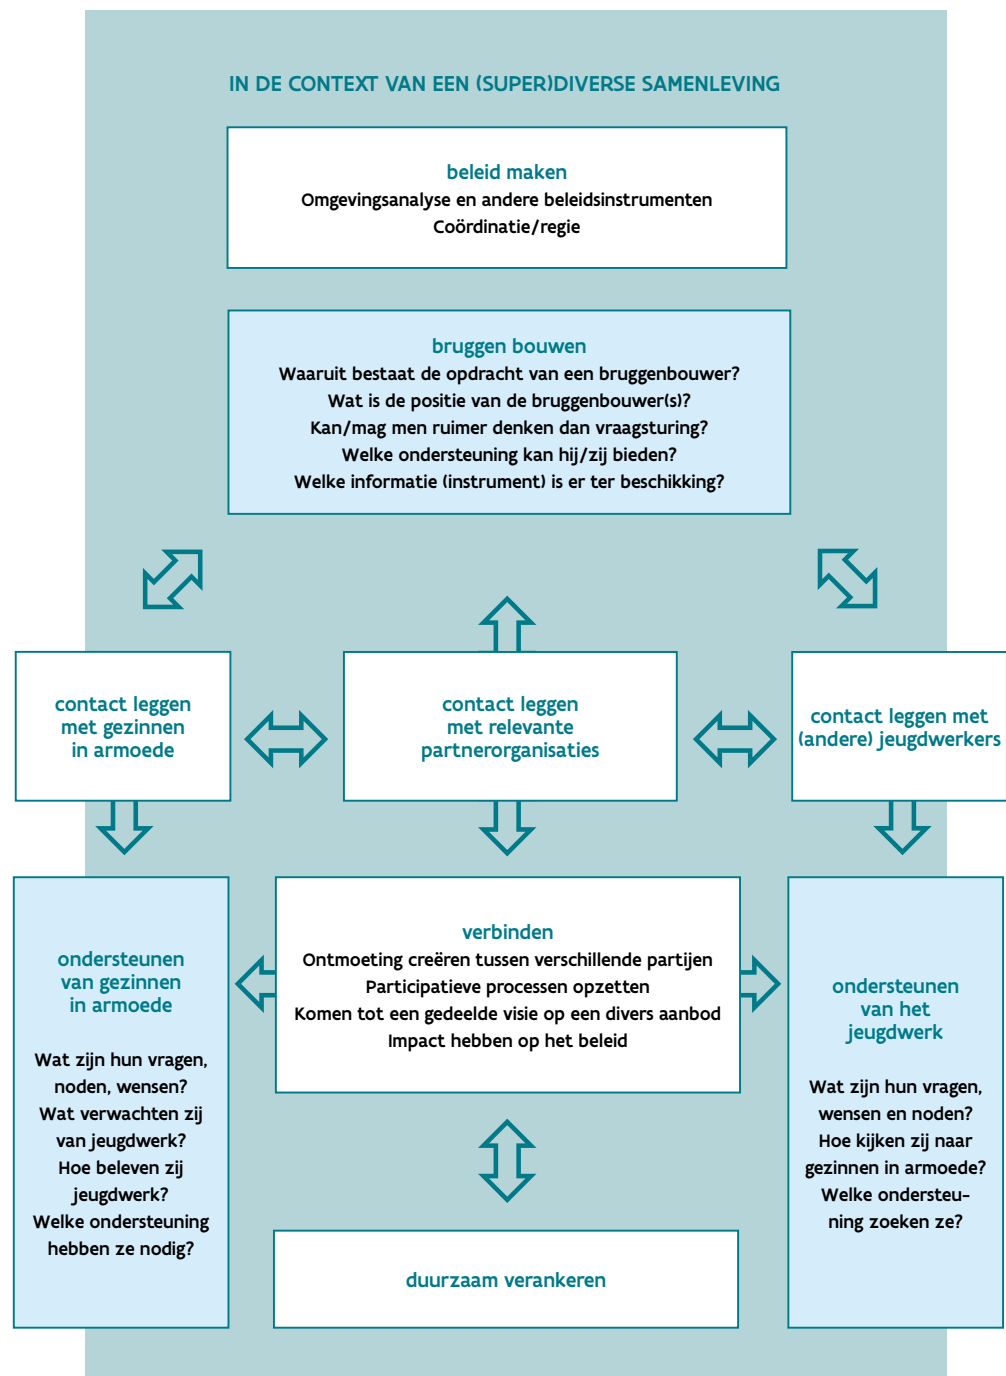 IN DE CONTEXT VAN EEN (SUPER)DIVERSE SAMENLEVING
beleid maken
Omgevingsanalyse en andere beleidsinstrumenten
Coördinatie/regie
bruggen bouwen
Waaruit bestaat de opdracht van een bruggenbouwer?
Wat is de positie van de bruggenbouwer(s)?
Kan/mag men ruimer denken dan vraagsturing?
Welke ondersteuning kan hij/zij bieden?
Welke informatie (instrument) is er ter beschikking?
contact leggen
met gezinnen
in armoede
contact leggen
met relevante
partnerorganisaties
contact leggen met
(andere) jeugdwerkers
ondersteunen
van gezinnen
in armoede
Wat zijn hun vragen,
noden, wensen?
Wat verwachten zij
van jeugdwerk?
Hoe beleven zij
jeugdwerk?
Welke ondersteuning
hebben ze nodig?
verbinden
Ontmoeting creëren tussen verschillende partijen
Participatieve processen opzetten
Komen tot een gedeelde visie op een divers aanbod
Impact hebben op het beleid
ondersteunen
van het
jeugdwerk
Wat zijn hun vragen,
wensen en noden?
Hoe kijken zij naar
gezinnen in armoede?
Welke ondersteu-
ning zoeken ze?
duurzaam verankeren